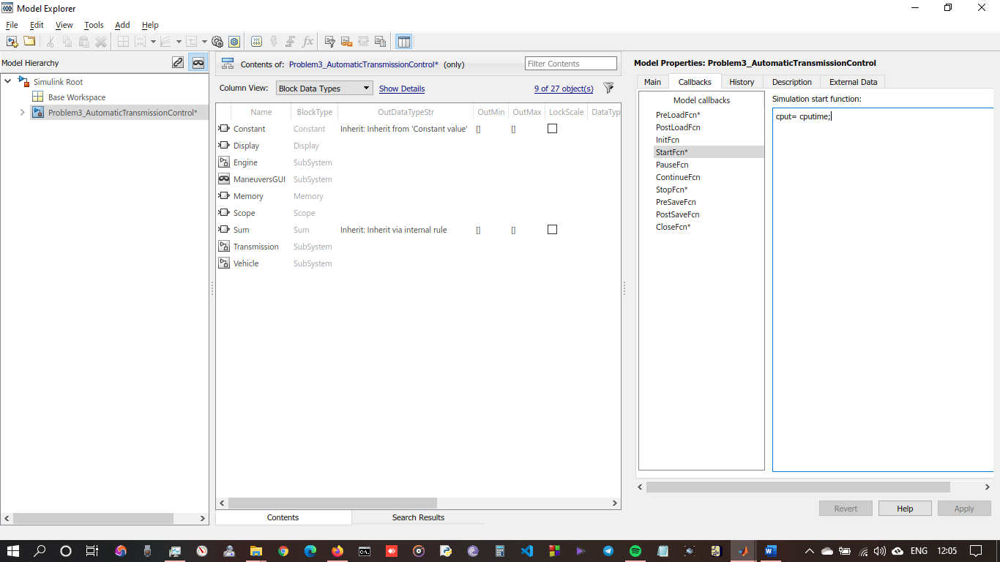 Model Explorer
File Edit View Tools Add Help
Model Hierarchy
Simulink Root
Base Workspace
Problem3_AutomaticTransmissionControl*
Contents of: Problem3_AutomaticTransmissionControl* (only)
Filter Contents
Column View: Block Data Types Show Details 9 of 27 object(s)
Name BlockType OutDataTypeStr OutMin OutMax LockScale DataTyp
Constant Constant Inherit: Inherit from 'Constant value' [] []
Display Display
Engine SubSystem
ManeuversGUI SubSystem
Memory Memory
Scope Scope
Sum Sum Inherit: Inherit via internal rule [] []
Transmission SubSystem
Vehicle SubSystem
Contents Search Results
Model Properties: Problem3_AutomaticTransmissionControl
Main Callbacks History Description External Data
Model callbacks
PreLoadFcn*
PostLoadFcn
InitFcn
StartFcn*
PauseFcn
ContinueFcn
StopFcn*
PreSaveFcn
PostSaveFcn
CloseFcn*
Simulation start function:
cput= cputime;
Revert Help Apply
ENG 12:05